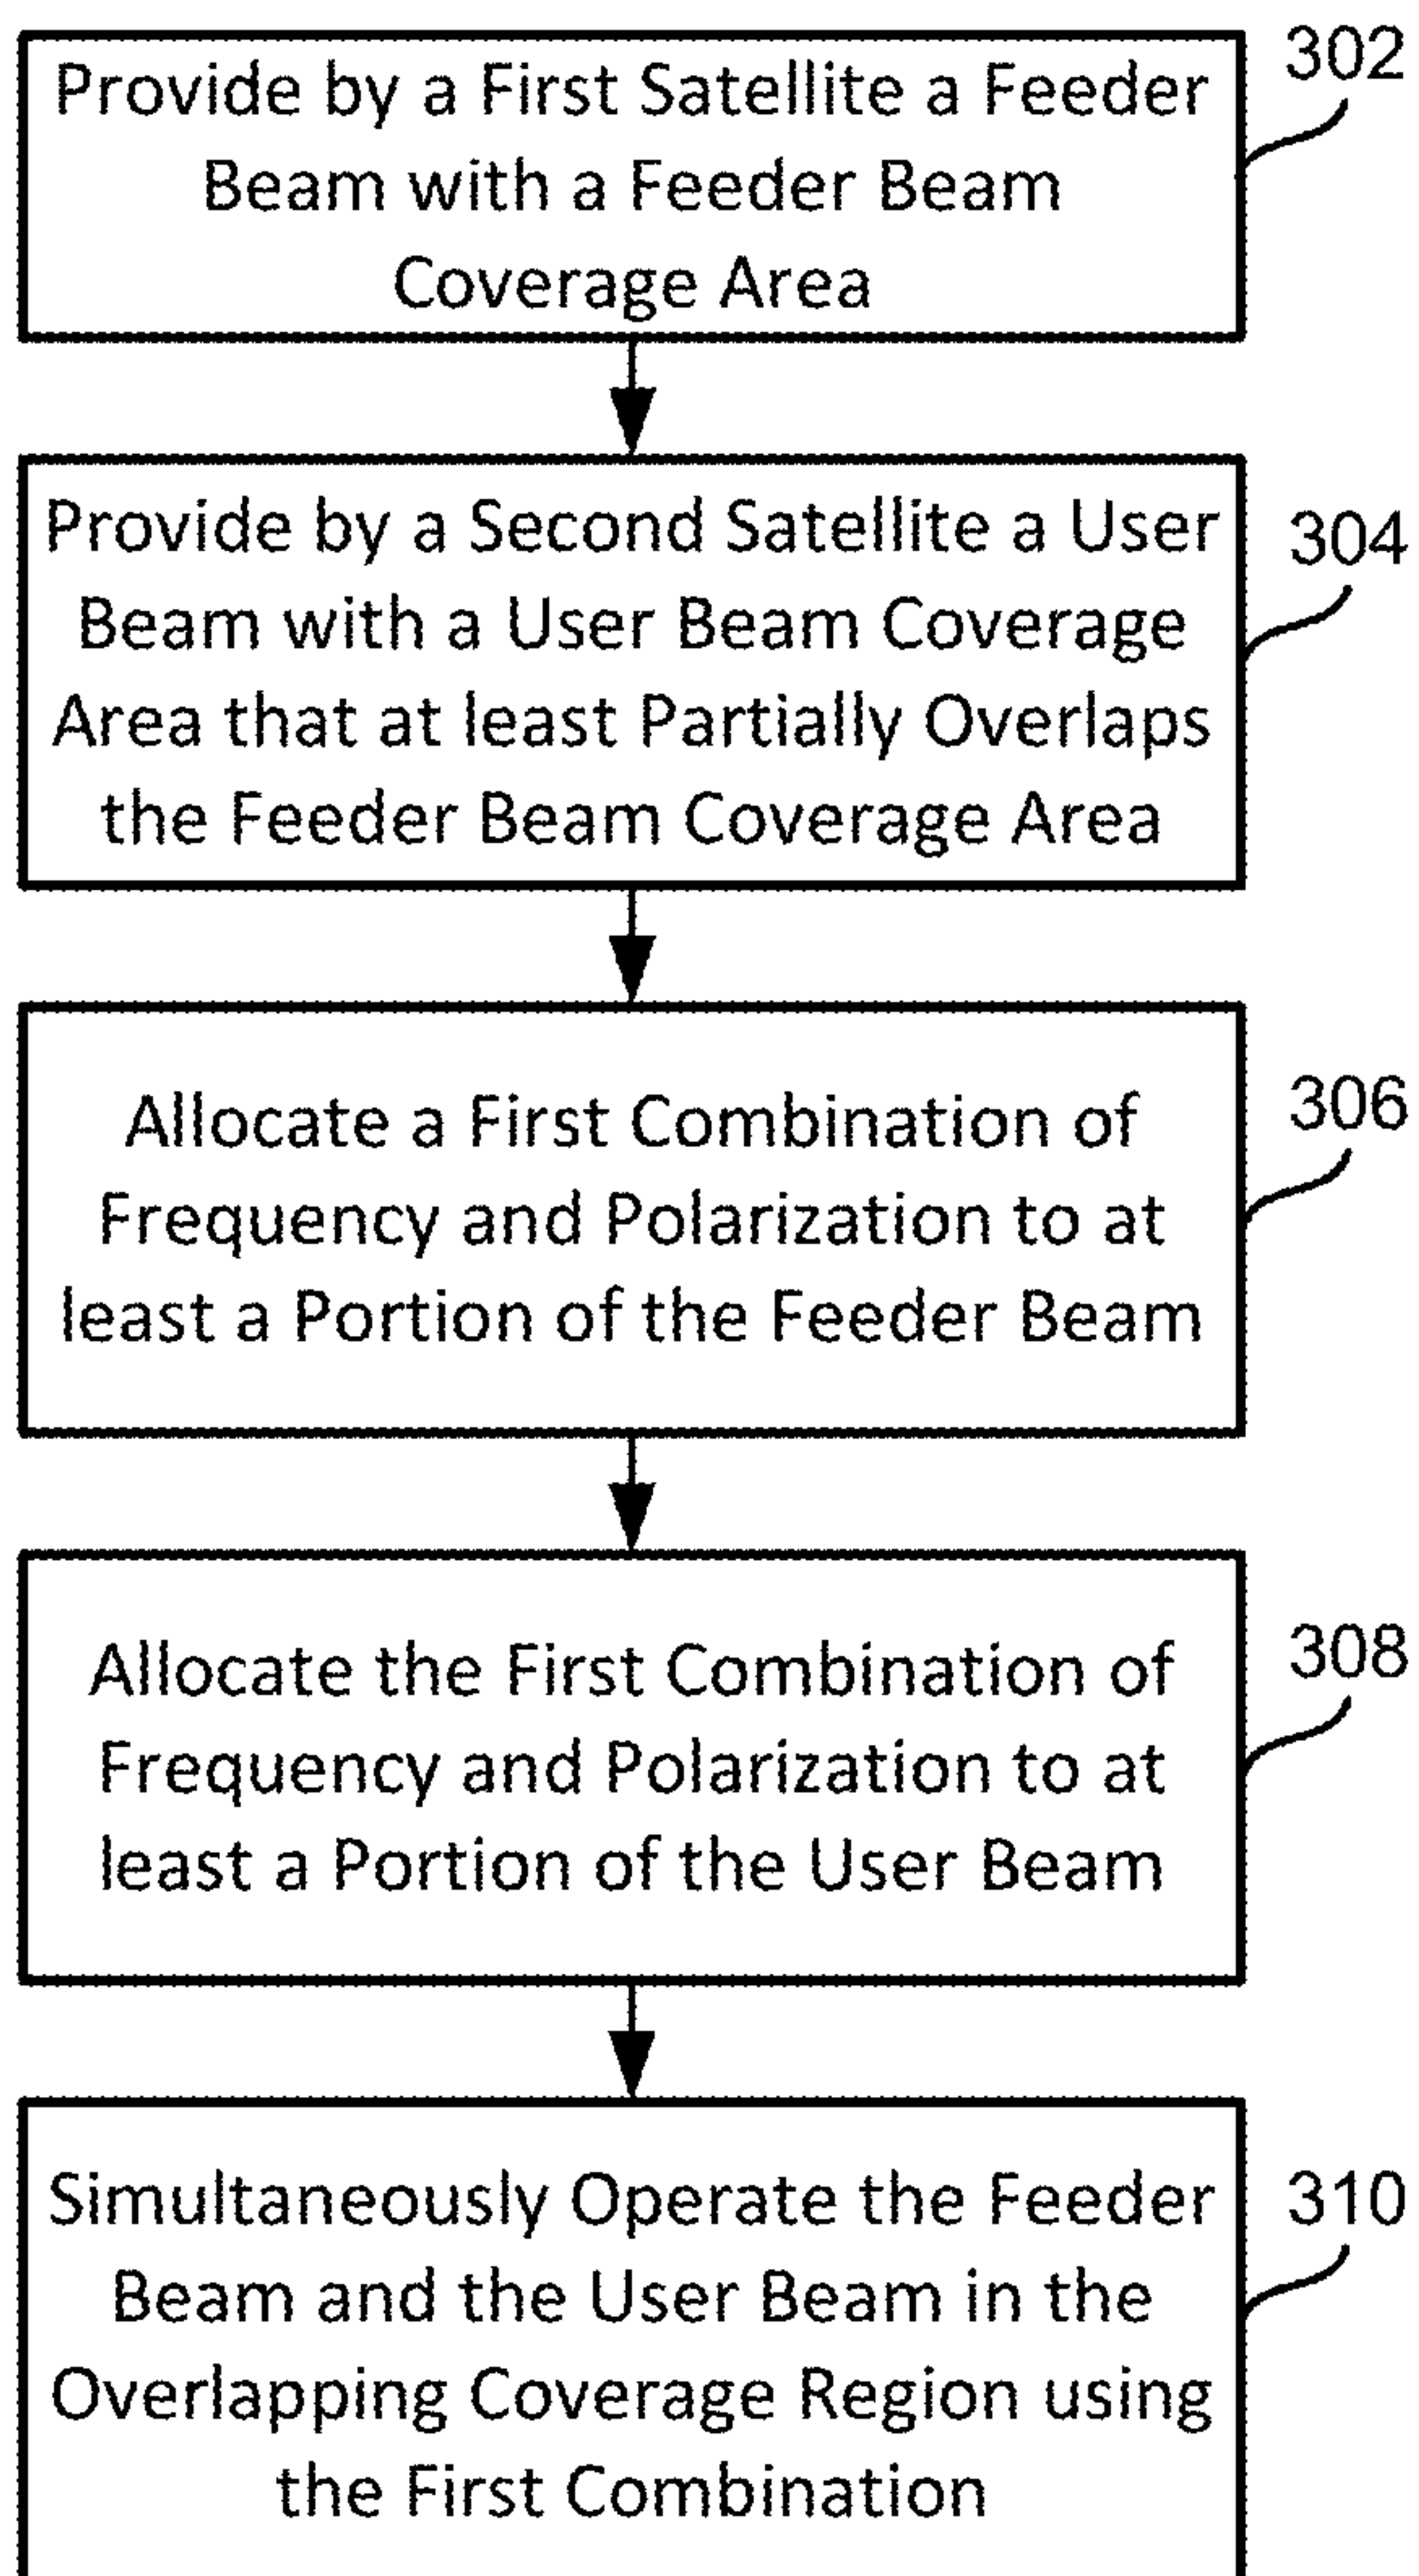 302
Provide by a First Satellite a Feeder
Beam with a Feeder Beam
Coverage Area
304
Provide by a Second Satellite a User
Beam with a User Beam Coverage
Area that at least Partially Overlaps
the Feeder Beam Coverage Area
306
Allocate a First Combination of
Frequency and Polarization to at
least a Portion of the Feeder Beam
308
Allocate the First Combination of
Frequency and Polarization to at
least a Portion of the User Beam
310
Simultaneously Operate the Feeder
Beam and the User Beam in the
Overlapping Coverage Region using
the First Combination